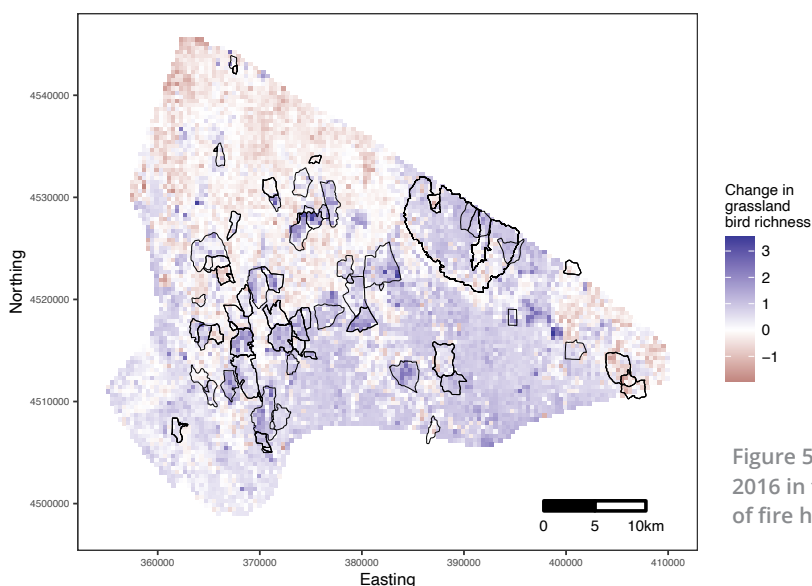 4540000
4530000
4520000
4510000
4500000
Northing
360000 370000 380000 390000 400000 410000
Easting
0 5 10km
Change in
grassland
bird richness
3
2
1
0
−1
Figure 5
2016 in
of fire h